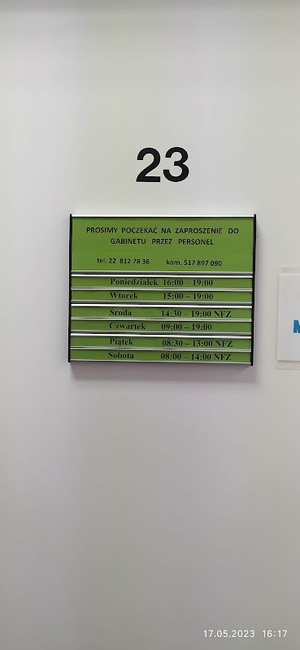 23
PROSIMY POCZEKAĆ NA ZAPROSZENIE DO
GABINETU PRZEZ PERSONEL
tel. 22 812 78 36 kom. 517 897 090
Poniedziałek 16:00 – 19:00
Wtorek 15:00 – 19:00
Środa 14:30 – 19:00 NFZ
Czwartek 09:00 – 19:00
Piątek 08:30 – 13:00 NFZ
Sobota 08:00 – 14:00 NFZ
17.05.2023 16:17